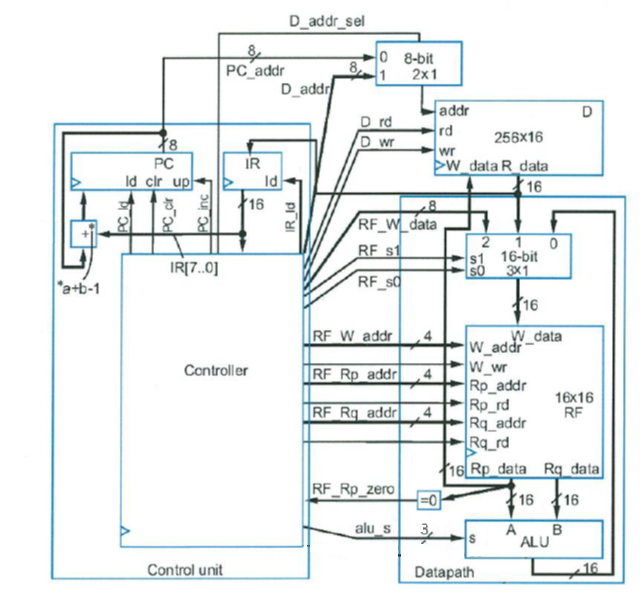 D_addr_sel
8
PC_addr
0
1
8-bit
2x1
8
D_addr
addr
D
rd
256x16
wr
W_data R_data
D_rd
D_wr
8
PC
ld clr up
IR
ld
16
16
PC_ld
PC_clr
PC_inc
IR_ld
+*
*a+b-1
IR[7..0]
8
RF_W_data
RF_s1
RF_s0
2 1 0
s1
s0
16-bit
3x1
16
Controller
RF_W_addr 4
RF_Rp_addr 4
RF_Rq_addr 4
W_data
W_addr
W_wr
Rp_addr
Rp_rd
Rq_addr
Rq_rd
16x16
RF
16
Rp_data Rq_data
RF_Rp_zero
=0
16
16
alu_s 3
s
A B
ALU
16
Control unit
Datapath